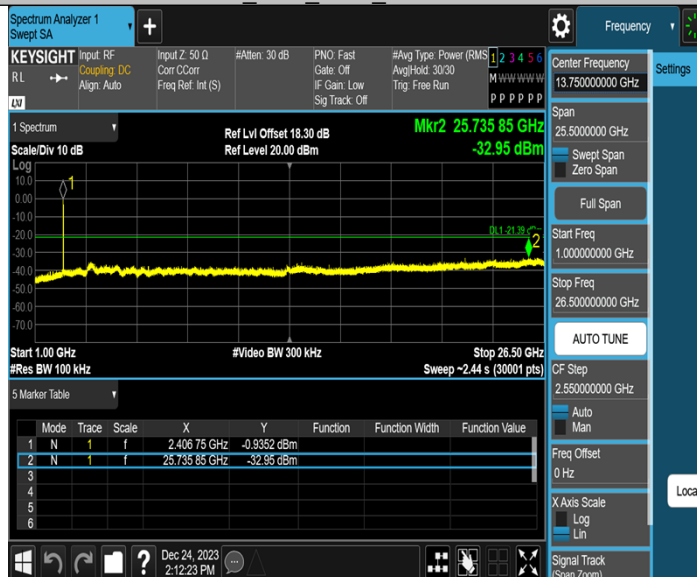 Spectrum Analyzer 1
Swept SA
+
Frequency
KEYSIGHT
RL
LXI
Input: RF
Coupling: DC
Align: Auto
Input Z: 50 Ω
Corr CCorr
Freq Ref: Int (S)
#Atten: 30 dB
PNO: Fast
Gate: Off
IF Gain: Low
Sig Track: Off
#Avg Type: Power (RMS
Avg|Hold: 30/30
Trig: Free Run
1 2 3 4 5 6
M W W W W W
P P P P P P
Center Frequency
13.750000000 GHz
Settings
Span
25.5000000 GHz
Swept Span
Zero Span
Full Span
Start Freq
1.000000000 GHz
Stop Freq
26.500000000 GHz
AUTO TUNE
CF Step
2.550000000 GHz
Auto
Man
Freq Offset
0 Hz
X Axis Scale
Log
Lin
Signal Track
(Span Zoom)
Loca
1 Spectrum
Scale/Div 10 dB
Ref Lvl Offset 18.30 dB
Ref Level 20.00 dBm
Mkr2 25.735 85 GHz
-32.95 dBm
Log
10.0
0.00
-10.0
-20.0
-30.0
-40.0
-50.0
-60.0
-70.0
1
DL1 -21.39
2
Start 1.00 GHz
#Res BW 100 kHz
#Video BW 300 kHz
Stop 26.50 GHz
Sweep ~2.44 s (30001 pts)
5 Marker Table
Mode Trace Scale X Y Function Function Width Function Value
1 N 1 f 2.406 75 GHz -0.9352 dBm
2 N 1 f 25.735 85 GHz -32.95 dBm
3
4
5
6
?
Dec 24, 2023
2:12:23 PM